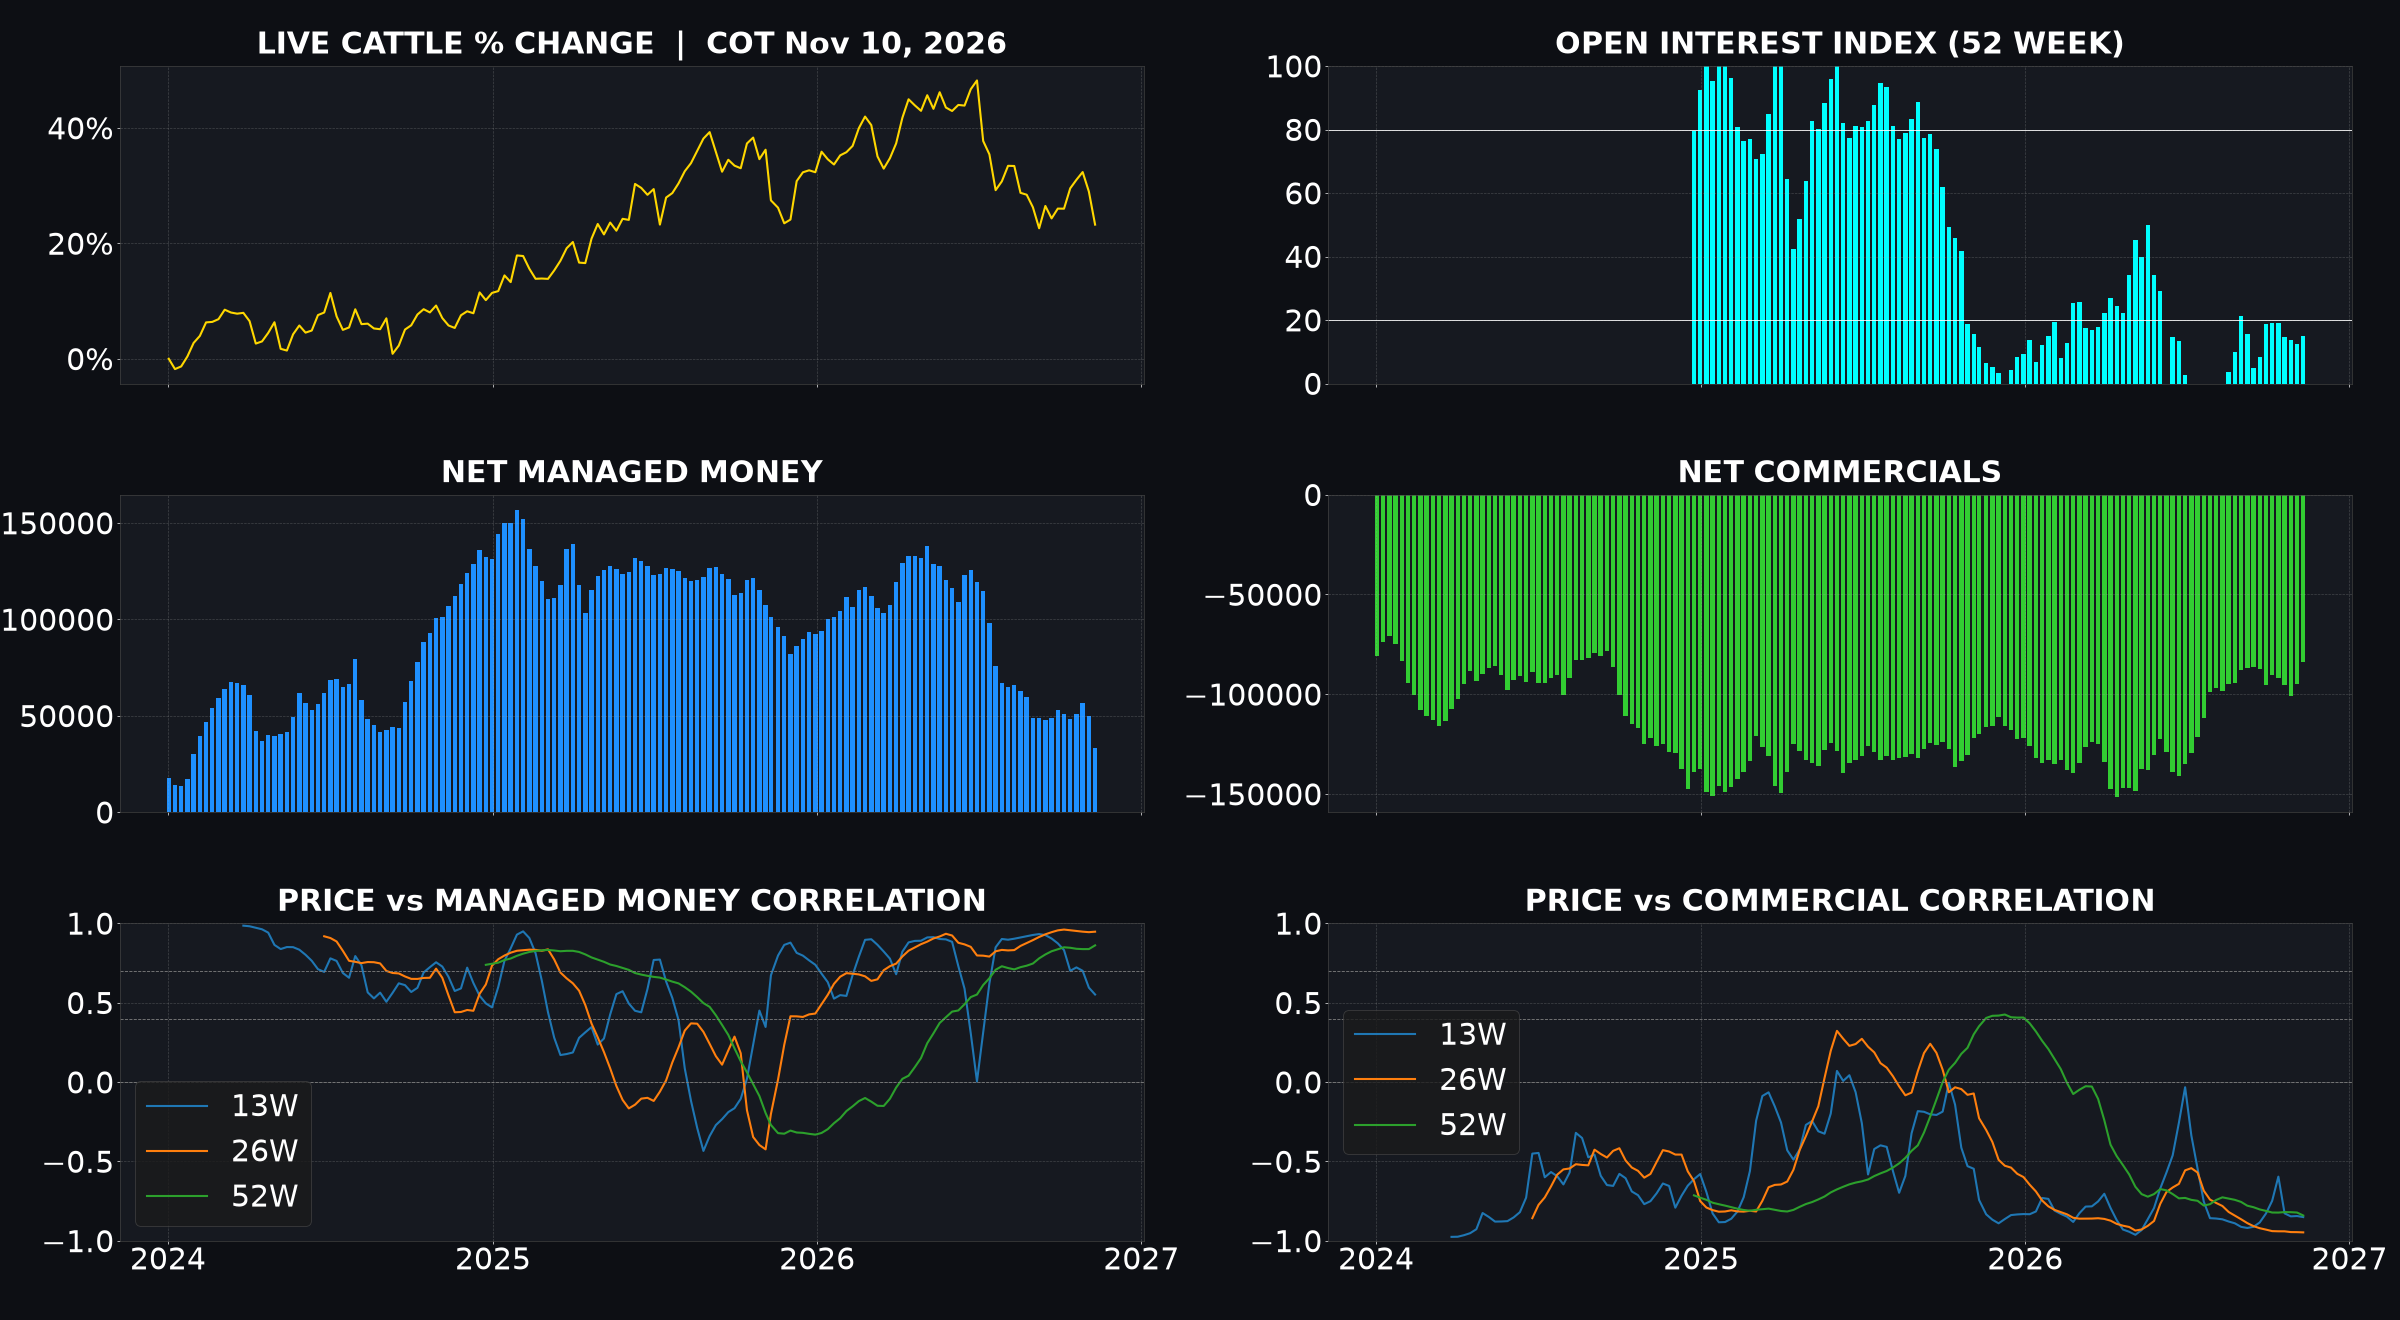 LIVE CATTLE % CHANGE | COT Nov 10, 2026
40%
20%
0%
OPEN INTEREST INDEX (52 WEEK)
100
80
60
40
20
0
NET MANAGED MONEY
150000
100000
50000
0
NET COMMERCIALS
0
−50000
−100000
−150000
PRICE vs MANAGED MONEY CORRELATION
1.0
0.5
0.0
−0.5
−1.0
13W
26W
52W
2024 2025 2026 2027
PRICE vs COMMERCIAL CORRELATION
1.0
0.5
0.0
−0.5
−1.0
13W
26W
52W
2024 2025 2026 2027